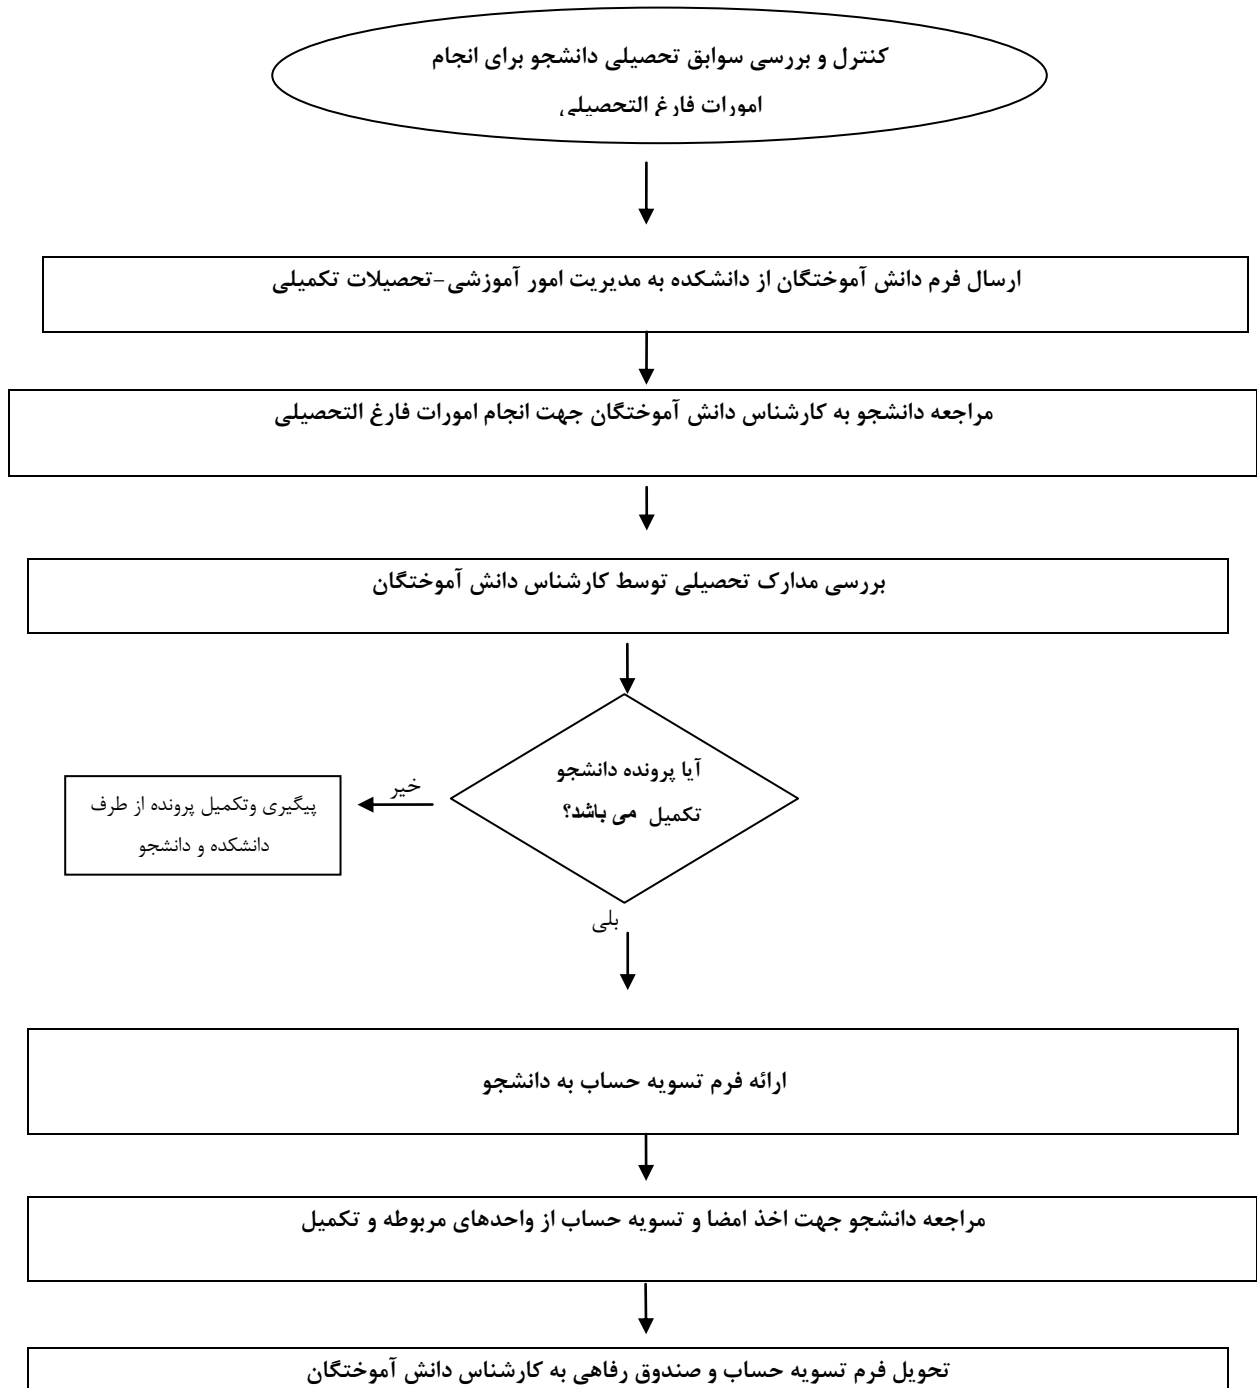 کنترل و بررسی سوابق تحصیلی دانشجو برای انجام
امورات فارغ التحصیلی
ارسال فرم دانش آموختگان از دانشکده به مدیریت امور آموزشی-تحصیلات تکمیلی
مراجعه دانشجو به کارشناس دانش آموختگان جهت انجام امورات فارغ التحصیلی
بررسی مدارک تحصیلی توسط کارشناس دانش آموختگان
آیا پرونده دانشجو
تکمیل می باشد؟
خیر
پیگیری وتکمیل پرونده از طرف
دانشکده و دانشجو
بلی
ارائه فرم تسویه حساب به دانشجو
مراجعه دانشجو جهت اخذ امضا و تسویه حساب از واحدهای مربوطه و تکمیل
تحویل فرم تسویه حساب و صندوق رفاهی به کارشناس دانش آموختگان